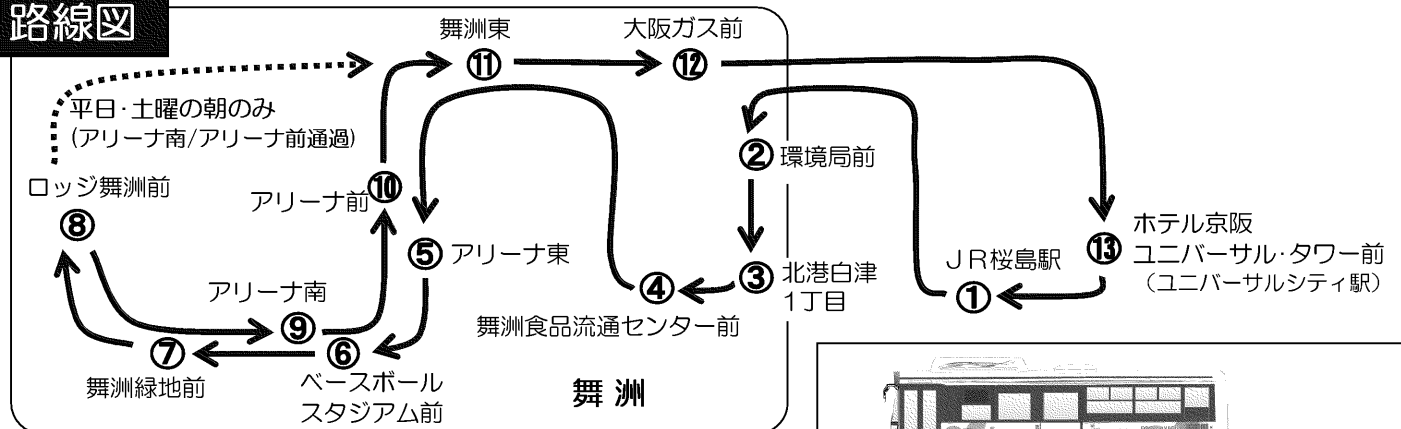 路線図
舞洲東
大阪ガス前
⑪
⑫
平日・土曜の朝のみ
(アリーナ南/アリーナ前通過)
②環境局前
ロッジ舞洲前
アリーナ前⑩
⑧
⑤アリーナ東
ホテル京阪
⑬ユニバーサル・タワー前
(ユニバーサルシティ駅)
JR桜島駅
①
③北港白津
1丁目
④
舞洲食品流通センター前
アリーナ南
⑨
⑦
⑥
舞洲緑地前
ベースボール
スタジアム前
舞洲